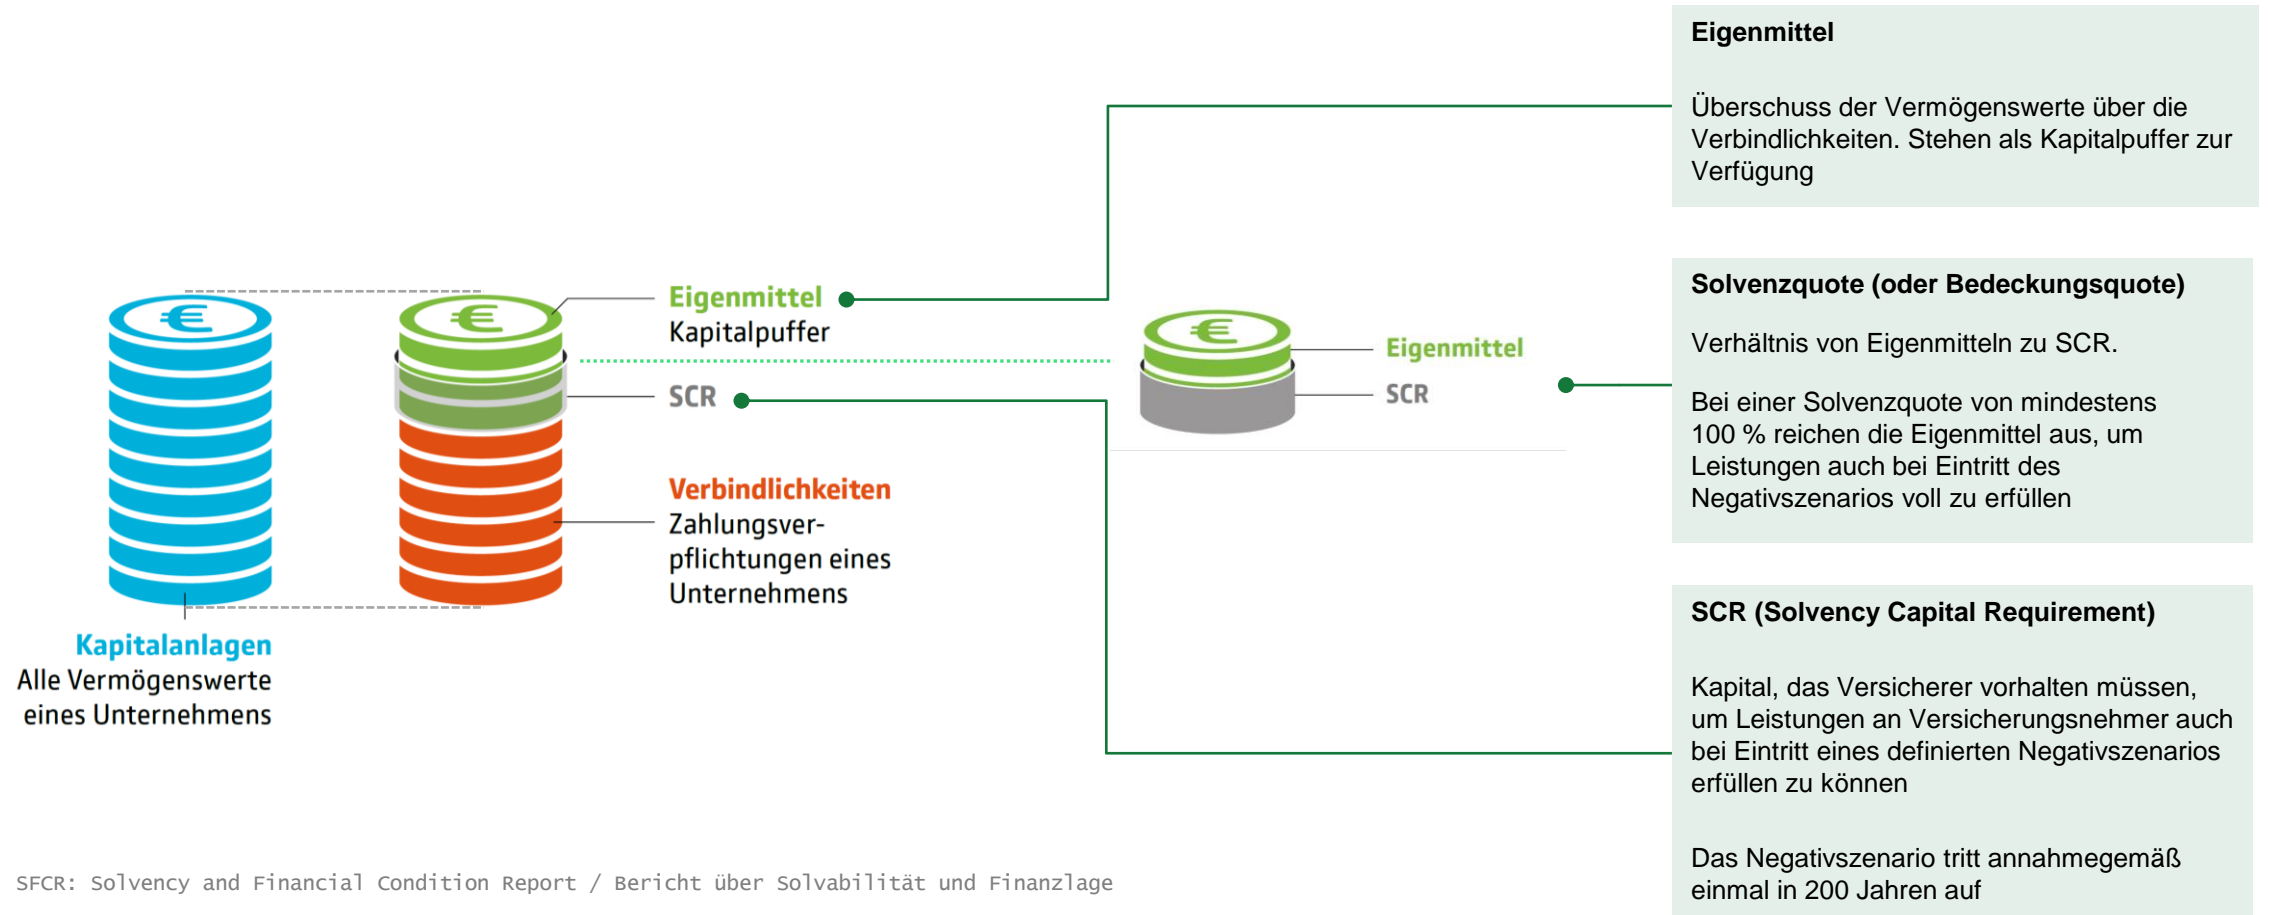 Eigenmittel
Kapitalpuffer
SCR
Verbindlichkeiten
Zahlungsver-
pflichtungen eines
Unternehmens
Kapitalanlagen
Alle Vermögenswerte
eines Unternehmens
Eigenmittel
SCR
Eigenmittel
Überschuss der Vermögenswerte über die
Verbindlichkeiten. Stehen als Kapitalpuffer zur
Verfügung
Solvenzquote (oder Bedeckungsquote)
Verhältnis von Eigenmitteln zu SCR.
Bei einer Solvenzquote von mindestens
100 % reichen die Eigenmittel aus, um
Leistungen auch bei Eintritt des
Negativszenarios voll zu erfüllen
SCR (Solvency Capital Requirement)
Kapital, das Versicherer vorhalten müssen,
um Leistungen an Versicherungsnehmer auch
bei Eintritt eines definierten Negativszenarios
erfüllen zu können
Das Negativszenario tritt annahmegemäß
einmal in 200 Jahren auf
SFCR: Solvency and Financial Condition Report / Bericht über Solvabilität und Finanzlage